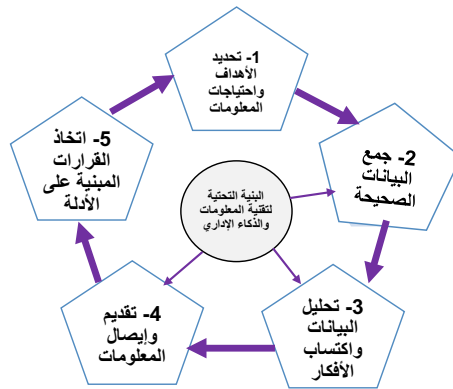 1- تحديد
الأهداف
واحتياجات
المعلومات
2- جمع
البيانات
الصحيحة
3- تحليل
البيانات
واكتساب
الأفكار
4- تقديم
وإيصال
المعلومات
5- اتخاذ
القرارات
المبنية على
الأدلة
البنية التحتية
لتقنية المعلومات
والذكاء الإداري